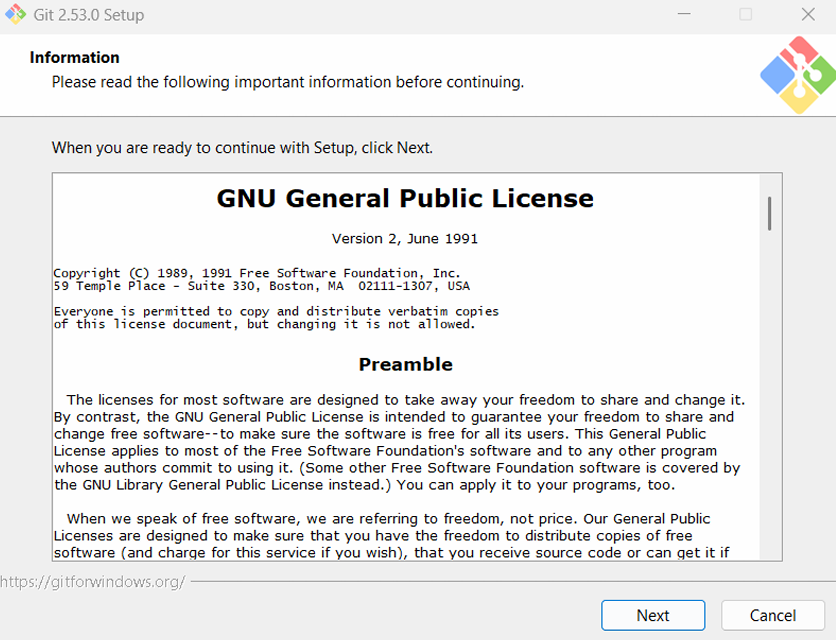 Git 2.53.0 Setup
Information
Please read the following important information before continuing.
When you are ready to continue with Setup, click Next.
GNU General Public License
Version 2, June 1991
Copyright (C) 1989, 1991 Free Software Foundation, Inc.
59 Temple Place - Suite 330, Boston, MA  02111-1307, USA
Everyone is permitted to copy and distribute verbatim copies
of this license document, but changing it is not allowed.
Preamble
The licenses for most software are designed to take away your freedom to share and change it.
By contrast, the GNU General Public License is intended to guarantee your freedom to share and
change free software--to make sure the software is free for all its users. This General Public
License applies to most of the Free Software Foundation's software and to any other program
whose authors commit to using it. (Some other Free Software Foundation software is covered by
the GNU Library General Public License instead.) You can apply it to your programs, too.
When we speak of free software, we are referring to freedom, not price. Our General Public
Licenses are designed to make sure that you have the freedom to distribute copies of free
software (and charge for this service if you wish), that you receive source code or can get it if
https://gitforwindows.org/
Next
Cancel